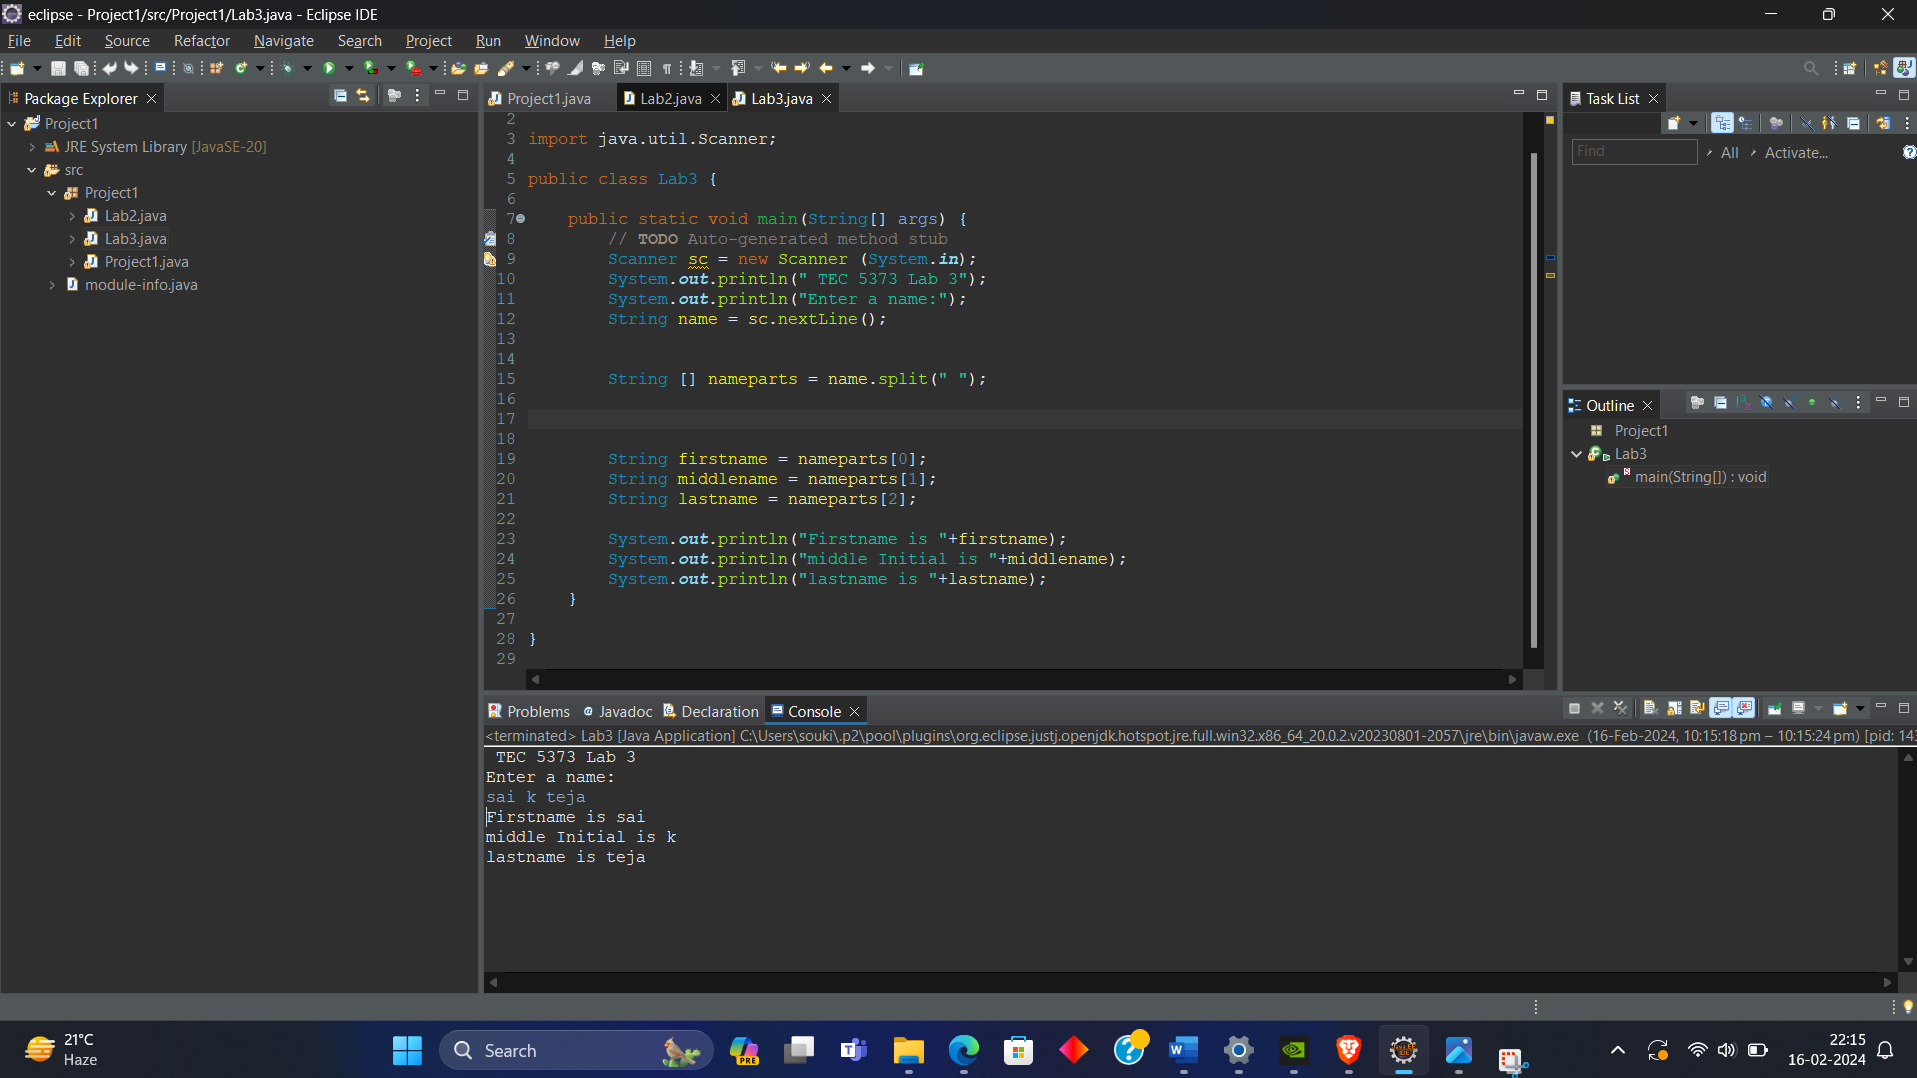 eclipse - Project1/src/Project1/Lab3.java - Eclipse IDE
File Edit Source Refactor Navigate Search Project Run Window Help
Package Explorer
Project1
JRE System Library [JavaSE-20]
src
Project1
Lab2.java
Lab3.java
Project1.java
module-info.java
Project1.java Lab2.java Lab3.java
2
3 import java.util.Scanner;
4
5 public class Lab3 {
6
7 public static void main(String[] args) {
8 // TODO Auto-generated method stub
9 Scanner sc = new Scanner (System.in);
10 System.out.println(" TEC 5373 Lab 3");
11 System.out.println("Enter a name:");
12 String name = sc.nextLine();
13
14
15 String [] nameparts = name.split(" ");
16
17
18
19 String firstname = nameparts[0];
20 String middlename = nameparts[1];
21 String lastname = nameparts[2];
22
23 System.out.println("Firstname is "+firstname);
24 System.out.println("middle Initial is "+middlename);
25 System.out.println("lastname is "+lastname);
26 }
27
28 }
29
Task List
Find All Activate...
Outline
Project1
Lab3
main(String[]) : void
Problems Javadoc Declaration Console
<terminated> Lab3 [Java Application] C:\Users\souki\.p2\pool\plugins\org.eclipse.justj.openjdk.hotspot.jre.full.win32.x86_64_20.0.2.v20230801-2057\jre\bin\javaw.exe (16-Feb-2024, 10:15:18 pm – 10:15:24 pm) [pid: 143
TEC 5373 Lab 3
Enter a name:
sai k teja
Firstname is sai
middle Initial is k
lastname is teja
21°C
Haze
Search
PRE
22:15
16-02-2024